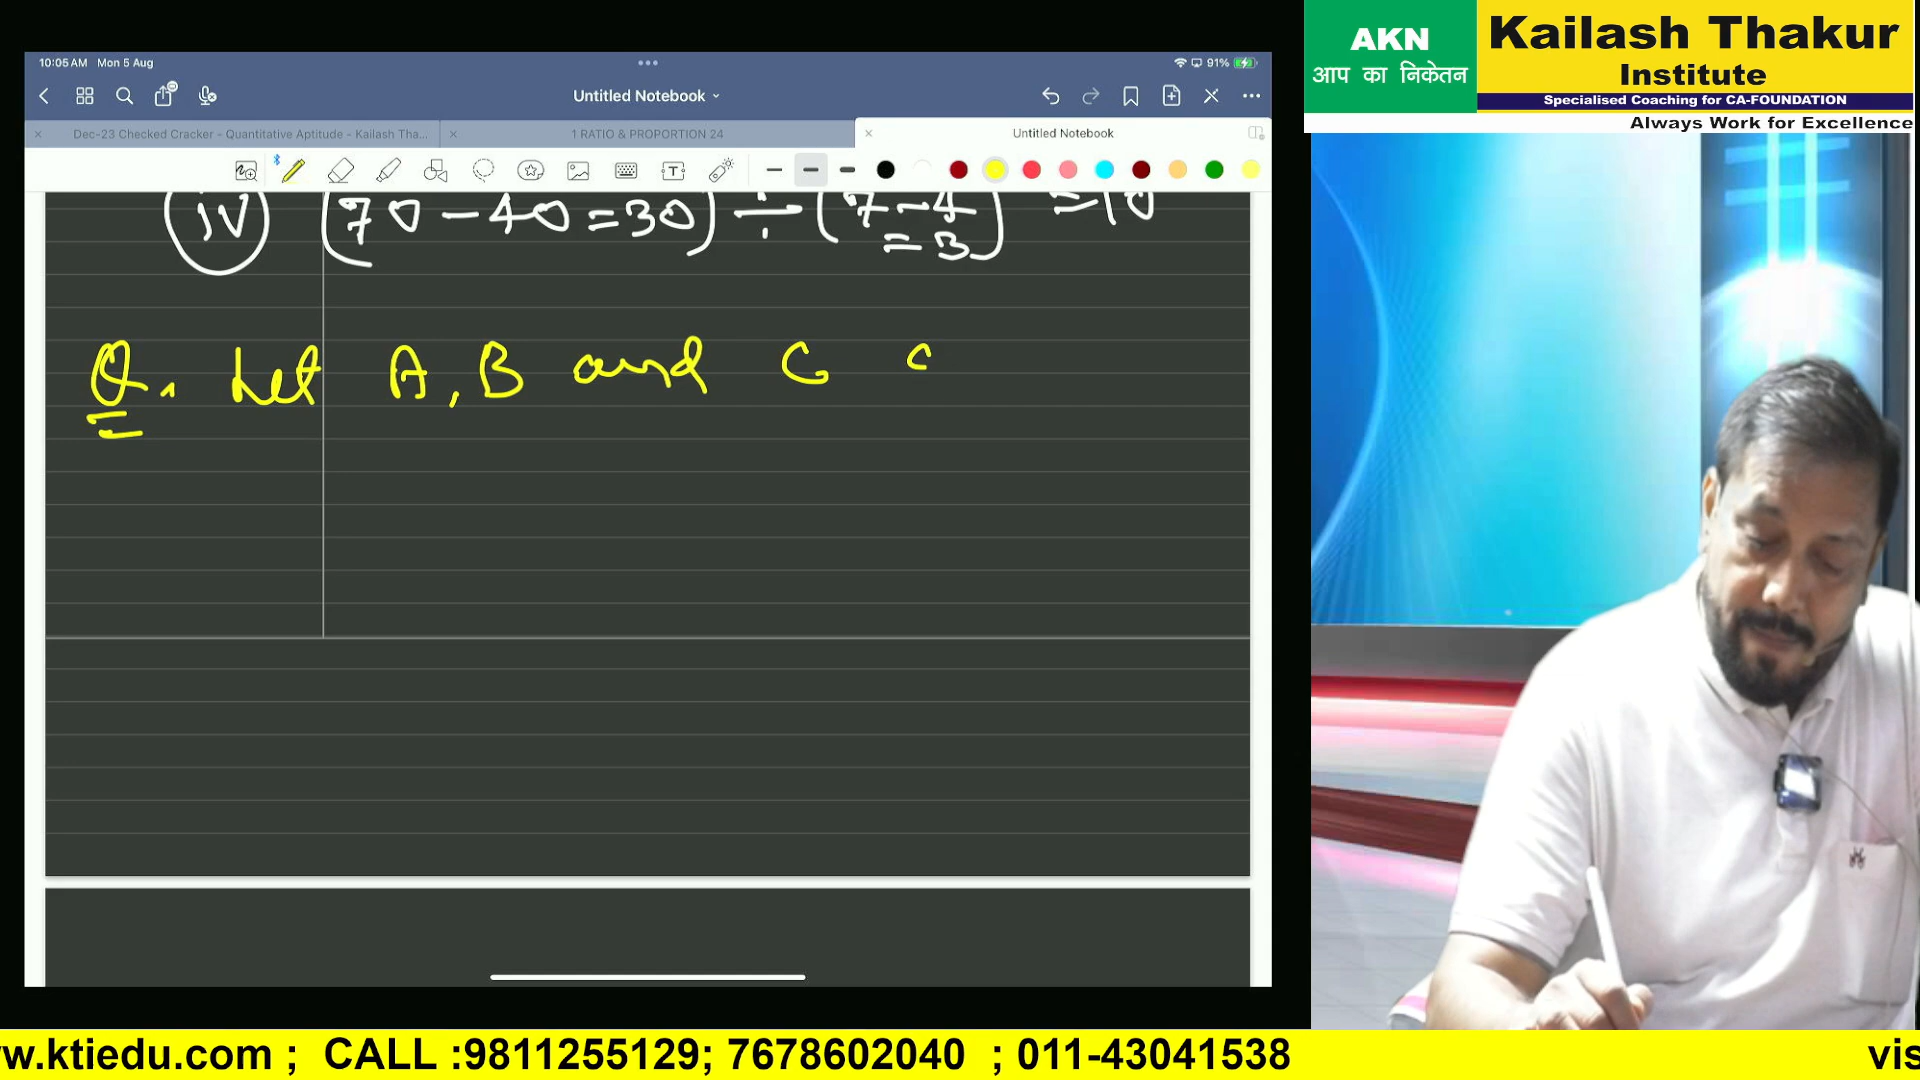 AKN
आप का निकेतन
Kailash Thakur
Institute
Specialised Coaching for CA-FOUNDATION
Always Work for Excellence
10:05 AM Mon 5 Aug
91%
Untitled Notebook
Dec-23 Checked Cracker - Quantitative Aptitude - Kailash Tha...
1 RATIO & PROPORTION 24
Untitled Notebook
iv) (70 - 40 = 30) ÷ (7 - 4 = 3) = 10
Q. Let A, B and C
w.ktiedu.com ; CALL :9811255129; 7678602040 ; 011-43041538
vis